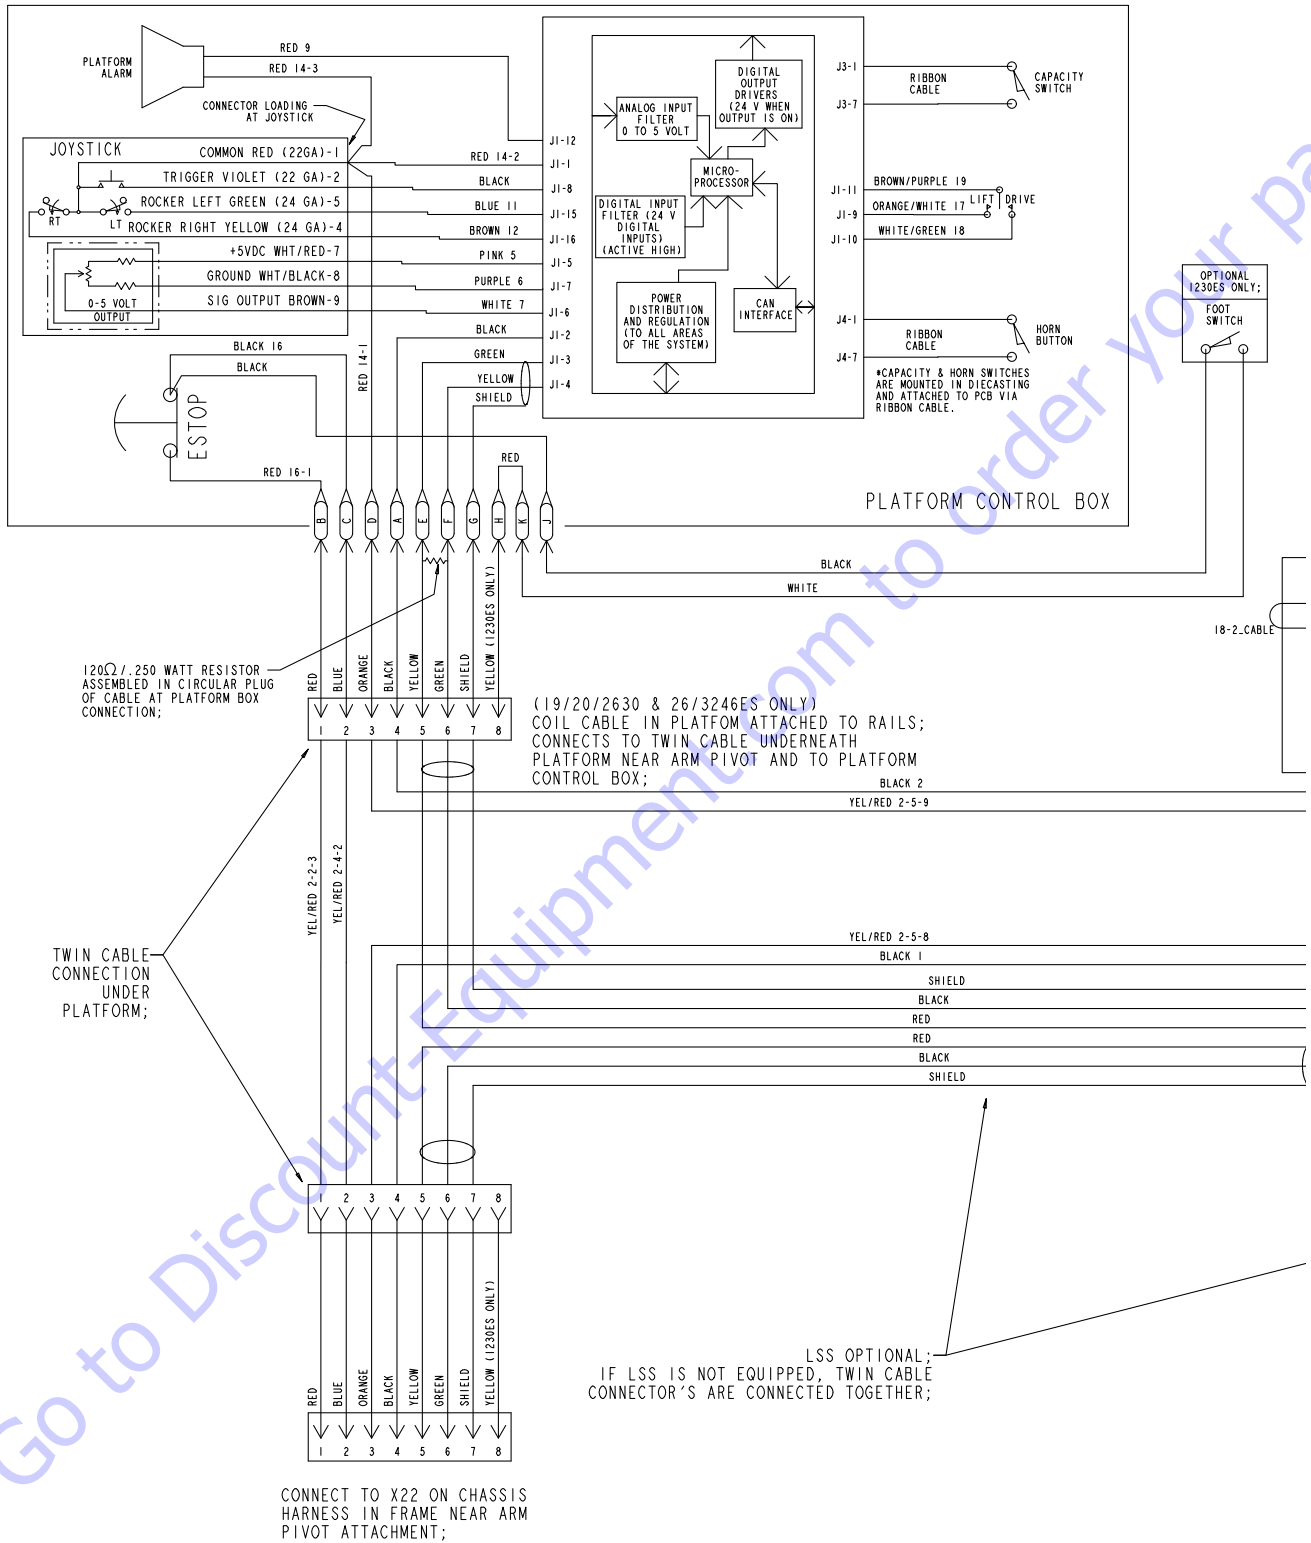 RED 9
PLATFORM
ALARM
RED 14-3
CONNECTOR LOADING
AT JOYSTICK
JOYSTICK
COMMON RED (22GA)-1
TRIGGER VIOLET (22 GA)-2
ROCKER LEFT GREEN (24 GA)-5
RT
LT
ROCKER RIGHT YELLOW (24 GA)-4
+5VDC WHT/RED-7
GROUND WHT/BLACK-8
SIG OUTPUT BROWN-9
0-5 VOLT
OUTPUT
RED 14-2
BLACK
BLUE 11
BROWN 12
PINK 5
PURPLE 6
WHITE 7
BLACK
GREEN
YELLOW
SHIELD
J1-12
J1-1
J1-8
J1-15
J1-16
J1-5
J1-7
J1-6
J1-2
J1-3
J1-4
ANALOG INPUT
FILTER
0 TO 5 VOLT
DIGITAL
OUTPUT
DRIVERS
(24 V WHEN
OUTPUT IS ON)
MICRO-
PROCESSOR
DIGITAL INPUT
FILTER (24 V
DIGITAL
INPUTS)
(ACTIVE HIGH)
POWER
DISTRIBUTION
AND REGULATION
(TO ALL AREAS
OF THE SYSTEM)
CAN
INTERFACE
J3-1
J3-7
RIBBON
CABLE
CAPACITY
SWITCH
J1-11
BROWN/PURPLE 19
J1-9
ORANGE/WHITE 17
LIFT
DRIVE
J1-10
WHITE/GREEN 18
J4-1
J4-7
RIBBON
CABLE
HORN
BUTTON
*CAPACITY & HORN SWITCHES
ARE MOUNTED IN DIECASTING
AND ATTACHED TO PCB VIA
RIBBON CABLE.
OPTIONAL
1230ES ONLY;
FOOT
SWITCH
BLACK 16
BLACK
RED 14-1
ESTOP
RED 16-1
RED
PLATFORM CONTROL BOX
B
C
D
A
E
F
G
H
K
J
BLACK
WHITE
18-2_CABLE
120Ω/.250 WATT RESISTOR
ASSEMBLED IN CIRCULAR PLUG
OF CABLE AT PLATFORM BOX
CONNECTION;
RED
BLUE
ORANGE
BLACK
YELLOW
GREEN
SHIELD
YELLOW (1230ES ONLY)
1 2 3 4 5 6 7 8
(19/20/2630 & 26/3246ES ONLY)
COIL CABLE IN PLATFOM ATTACHED TO RAILS;
CONNECTS TO TWIN CABLE UNDERNEATH
PLATFORM NEAR ARM PIVOT AND TO PLATFORM
CONTROL BOX;
BLACK 2
YEL/RED 2-5-9
YEL/RED 2-2-3
YEL/RED 2-4-2
TWIN CABLE
CONNECTION
UNDER
PLATFORM;
YEL/RED 2-5-8
BLACK 1
SHIELD
BLACK
RED
RED
BLACK
SHIELD
1 2 3 4 5 6 7 8
RED
BLUE
ORANGE
BLACK
YELLOW
GREEN
SHIELD
YELLOW (1230ES ONLY)
1 2 3 4 5 6 7 8
LSS OPTIONAL;
IF LSS IS NOT EQUIPPED, TWIN CABLE
CONNECTOR'S ARE CONNECTED TOGETHER;
CONNECT TO X22 ON CHASSIS
HARNESS IN FRAME NEAR ARM
PIVOT ATTACHMENT;
Go to Discount-Equipment.com to order your pa